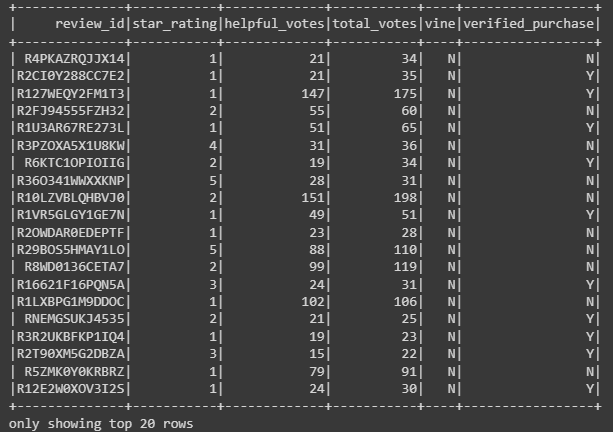 +--------------+-----------+-------------+-----------+----+-----------------+
|     review_id|star_rating|helpful_votes|total_votes|vine|verified_purchase|
+--------------+-----------+-------------+-----------+----+-----------------+
| R4PKAZRQJJX14|          1|           21|         34|   N|                N|
|R2CI0Y288CC7E2|          1|           21|         35|   N|                Y|
|R127WEQY2FM1T3|          1|          147|        175|   N|                N|
|R2FJ94555FZH32|          2|           55|         60|   N|                N|
|R1U3AR67RE273L|          1|           51|         65|   N|                Y|
|R3PZOXA5X1U8KW|          4|           31|         36|   N|                N|
| R6KTC1OPIOIIG|          2|           19|         34|   N|                Y|
|R36O341WWXXKNP|          5|           28|         31|   N|                N|
|R10LZVBLQHBVJ0|          2|          151|        198|   N|                N|
|R1VR5GLGY1GE7N|          1|           49|         51|   N|                Y|
|R2OWDAR0EDEPTF|          1|           23|         28|   N|                N|
|R29BOS5HMAY1LO|          5|           88|        110|   N|                N|
| R8WD0136CETA7|          2|           99|        119|   N|                N|
|R16621F16PQN5A|          3|           24|         31|   N|                Y|
|R1LXBPG1M9DDOC|          1|          102|        106|   N|                N|
| RNEMGSUKJ4535|          2|           21|         25|   N|                Y|
|R3R2UKBFKP1IQ4|          1|           19|         23|   N|                Y|
|R2T90XM5G2DBZA|          3|           15|         22|   N|                Y|
| R5ZMK0Y0KRBRZ|          1|           79|         91|   N|                N|
|R12E2W0XOV3I2S|          1|           24|         30|   N|                Y|
+--------------+-----------+-------------+-----------+----+-----------------+
only showing top 20 rows